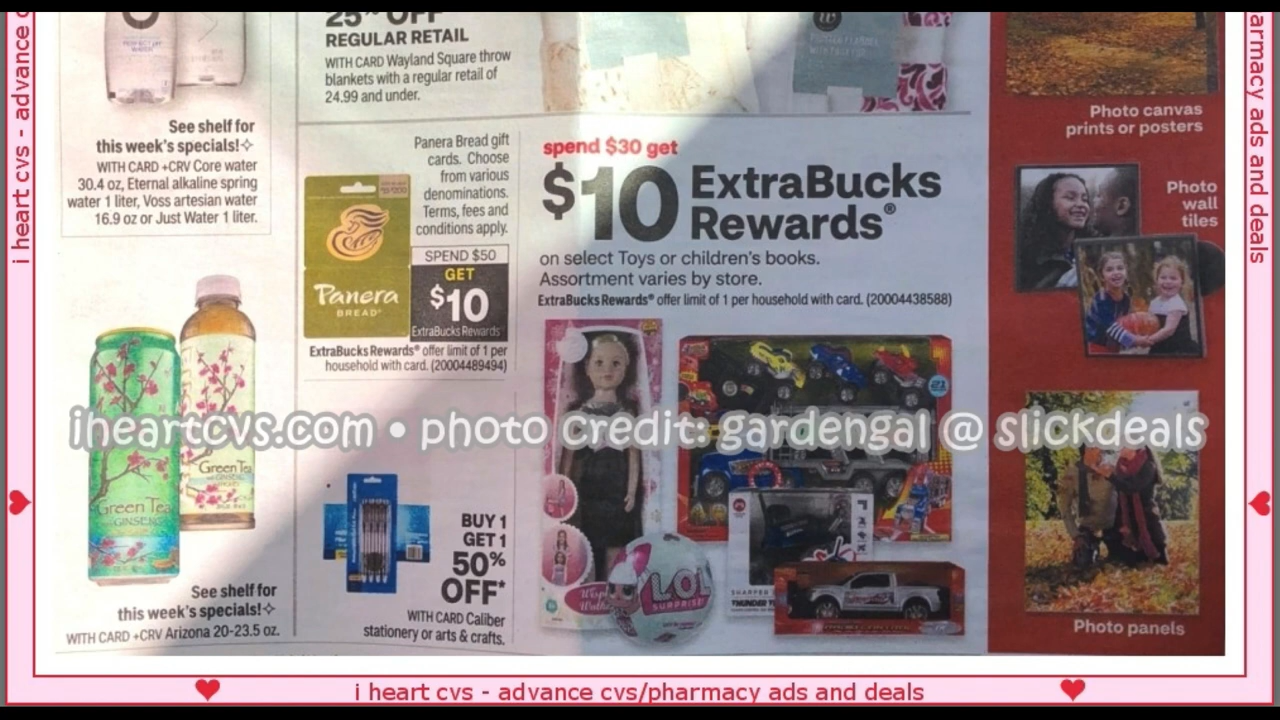 25% OFF
REGULAR RETAIL
WITH CARD Wayland Square throw
blankets with a regular retail of
24.99 and under.
See shelf for
this week's specials!✧
WITH CARD +CRV Core water
30.4 oz, Eternal alkaline spring
water 1 liter, Voss artesian water
16.9 oz or Just Water 1 liter.
Panera Bread gift
cards. Choose
from various
denominations.
Terms, fees and
conditions apply.
Panera
BREAD
SPEND $50
GET
$10
ExtraBucks Rewards
ExtraBucks Rewards® offer limit of 1 per
household with card. (20004489494)
spend $30 get
$10 ExtraBucks
Rewards®
on select Toys or children's books.
Assortment varies by store.
ExtraBucks Rewards® offer limit of 1 per household with card. (20004438588)
Photo canvas
prints or posters
Photo
wall
tiles
Photo panels
iheartcvs.com • photo credit: gardengal @ slickdeals
Green Tea
GINSENG
Green Tea
See shelf for
this week's specials!✧
WITH CARD +CRV Arizona 20-23.5 oz.
BUY 1
GET 1
50%
OFF*
WITH CARD Caliber
stationery or arts & crafts.
L.O.L
SURPRISE!
21
i heart cvs - advance c
armacy ads and deals
i heart cvs - advance cvs/pharmacy ads and deals